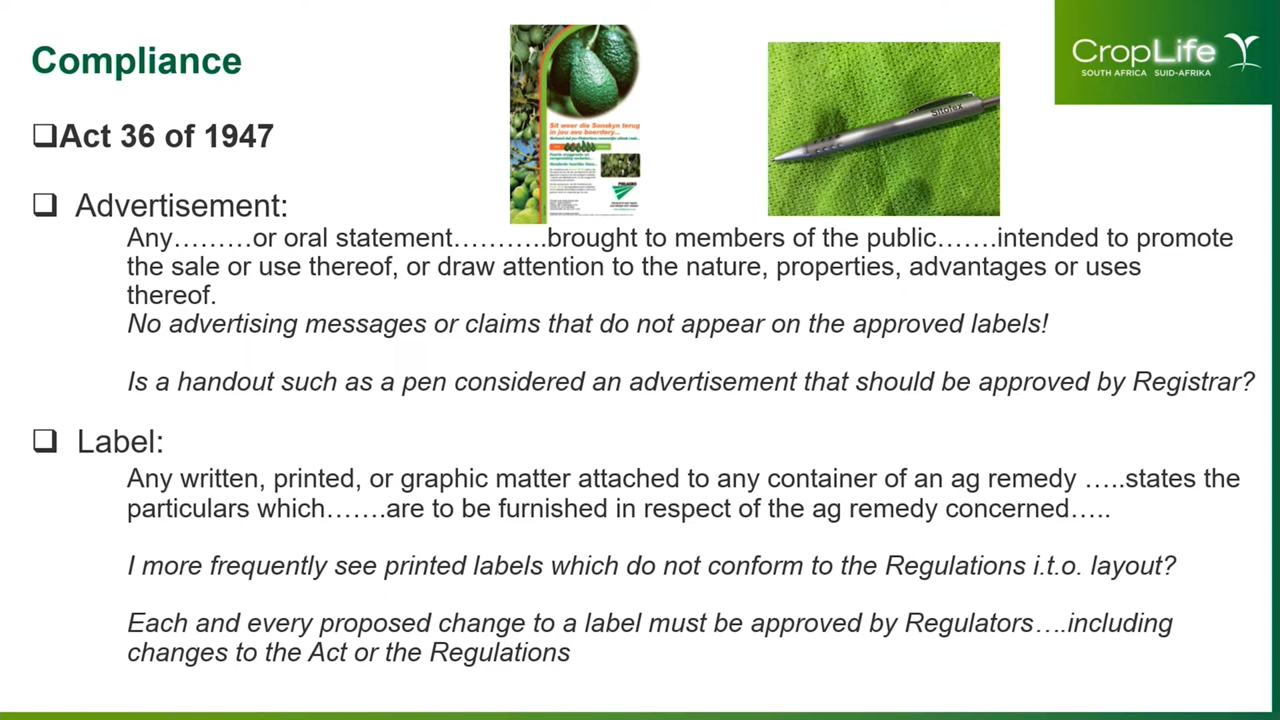 Compliance
CropLife
SOUTH AFRICA SUID-AFRIKA
❑Act 36 of 1947
Sit weer die Sonskyn terug
in jou avo boerdery...
Sitofex
❑ Advertisement:
Any………or oral statement………..brought to members of the public…….intended to promote
the sale or use thereof, or draw attention to the nature, properties, advantages or uses
thereof.
No advertising messages or claims that do not appear on the approved labels!
Is a handout such as a pen considered an advertisement that should be approved by Registrar?
❑ Label:
Any written, printed, or graphic matter attached to any container of an ag remedy …..states the
particulars which…….are to be furnished in respect of the ag remedy concerned…..
I more frequently see printed labels which do not conform to the Regulations i.t.o. layout?
Each and every proposed change to a label must be approved by Regulators….including
changes to the Act or the Regulations